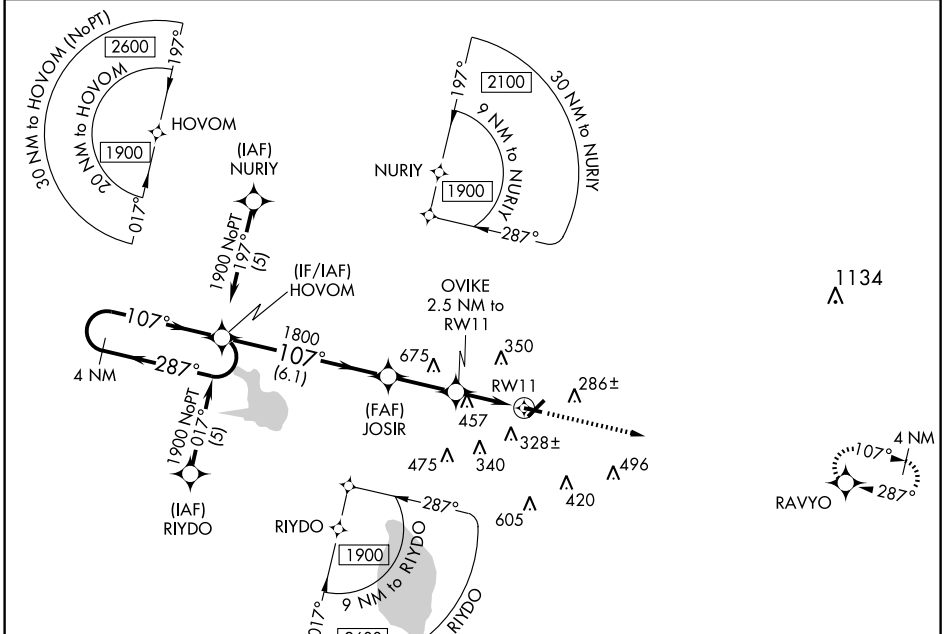 30 NM to HOVOM (NoPT)
2600
197°
20 NM to HOVOM
HOVOM
1900
017°
(IAF)
NURIY
1900 NoPT
197°
(5)
197°
2100
30 NM to NURIY
9 NM to NURIY
NURIY
1900
287°
(IF/IAF)
HOVOM
107°
287°
4 NM
1800
107°
(6.1)
OVIKE
2.5 NM to
RW11
1134
675
350
RW11
286±
(FAF)
JOSIR
457
328±
475
340
496
420
605
1900 NoPT
017°
(5)
(IAF)
RIYDO
4 NM
107°
287°
RAVYO
287°
RIYDO
1900
9 NM to RIYDO
017°
RIYDO